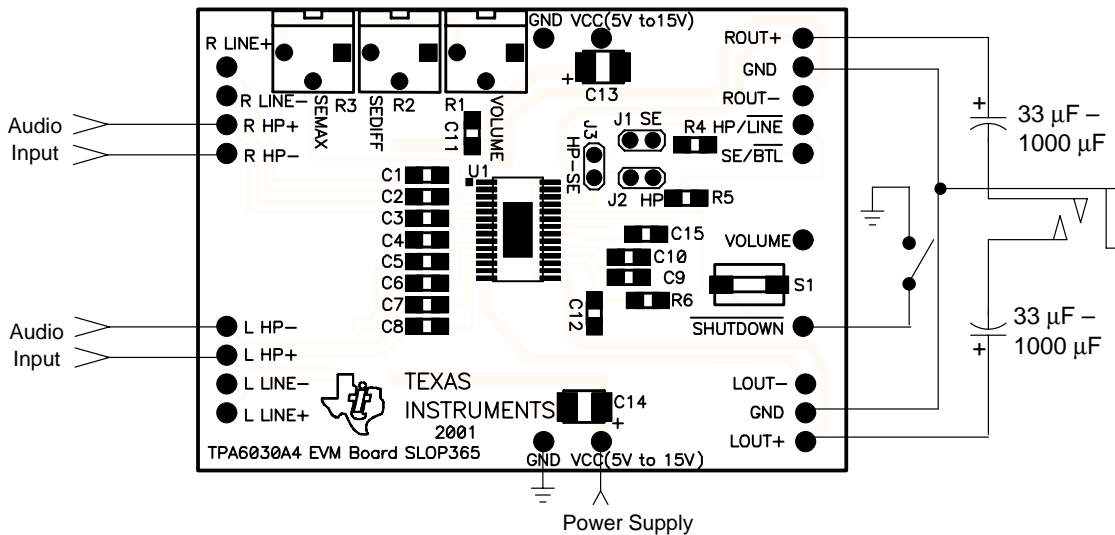 GND VCC(5V to15V)
R LINE+
R LINE-
R HP+
R HP-
Audio
Input
R3
R2
R1
SEMAX
SEDIFF
VOLUME
C11
+
C13
ROUT+
GND
ROUT-
HP/LINE
SE/BTL
J1 SE
J3
HP-SE
R4
J2 HP
R5
U1
C1
C2
C3
C4
C5
C6
C7
C8
C15
C10
C9
R6
C12
VOLUME
S1
SHUTDOWN
+
33 μF –
1000 μF
33 μF –
1000 μF
+
Audio
Input
L HP-
L HP+
L LINE-
L LINE+
TEXAS
INSTRUMENTS
2001
TPA6030A4 EVM Board SLOP365
C14
+
GND VCC(5V to 15V)
LOUT-
GND
LOUT+
Power Supply